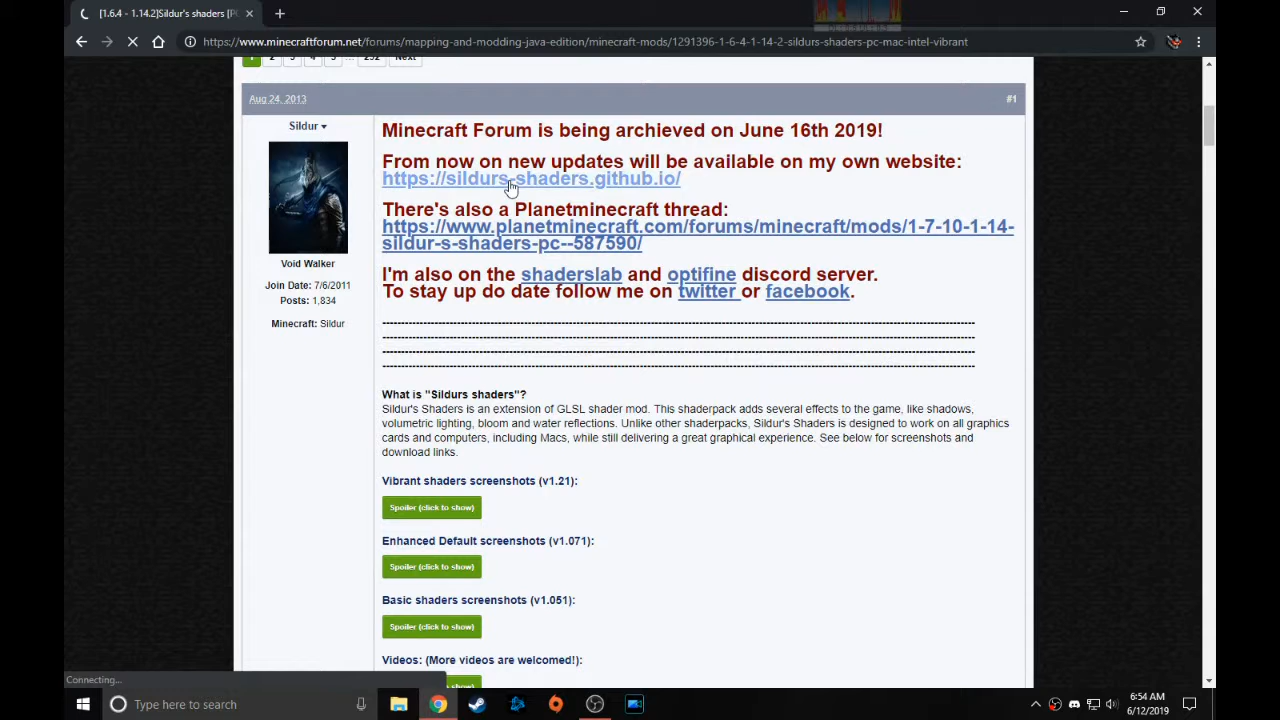 [1.6.4 - 1.14.2]Sildur's shaders [P
https://www.minecraftforum.net/forums/mapping-and-modding-java-edition/minecraft-mods/1291396-1-6-4-1-14-2-sildurs-shaders-pc-mac-intel-vibrant
1 2 3 4 5 ... 292 Next
Aug 24, 2013 #1
Sildur
Void Walker
Join Date: 7/6/2011
Posts: 1,834
Minecraft: Sildur
Minecraft Forum is being archieved on June 16th 2019!
From now on new updates will be available on my own website:
https://sildurs-shaders.github.io/
There's also a Planetminecraft thread:
https://www.planetminecraft.com/forums/minecraft/mods/1-7-10-1-14-
sildur-s-shaders-pc--587590/
I'm also on the shaderslab and optifine discord server.
To stay up do date follow me on twitter or facebook.
What is "Sildurs shaders"?
Sildur's Shaders is an extension of GLSL shader mod. This shaderpack adds several effects to the game, like shadows,
volumetric lighting, bloom and water reflections. Unlike other shaderpacks, Sildur's Shaders is designed to work on all graphics
cards and computers, including Macs, while still delivering a great graphical experience. See below for screenshots and
download links.
Vibrant shaders screenshots (v1.21):
Spoiler (click to show)
Enhanced Default screenshots (v1.071):
Spoiler (click to show)
Basic shaders screenshots (v1.051):
Spoiler (click to show)
Videos: (More videos are welcomed!):
show)
Connecting...
Type here to search
6:54 AM
6/12/2019